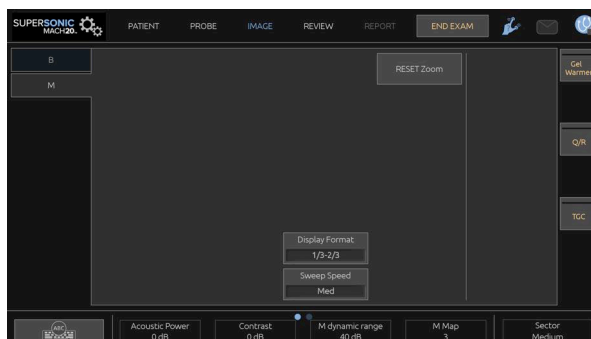 SUPERSONIC
MACH20.
PATIENT
PROBE
IMAGE
REVIEW
REPORT
END EXAM
B
M
RESET Zoom
Gel
Warmer
Q/R
TGC
Display Format
1/3-2/3
Sweep Speed
Med
ABC
Acoustic Power
0 dB
Contrast
0 dB
M dynamic range
40 dB
M Map
3
Sector
Medium